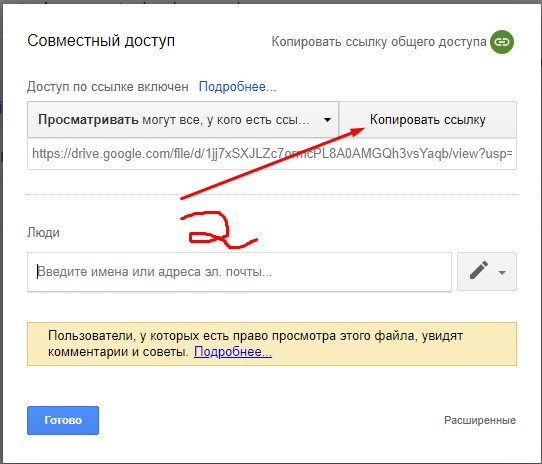 Совместный доступ
Копировать ссылку общего доступа
Доступ по ссылке включен Подробнее...
Просматривать могут все, у кого есть ссы... Копировать ссылку
https://drive.google.com/file/d/1jj7xSXJLZc7ormcPL8A0AMGQh3vsYaqb/view?usp=
2
Люди
Введите имена или адреса эл. почты...
Пользователи, у которых есть право просмотра этого файла, увидят
комментарии и советы. Подробнее...
Готово Расширенные